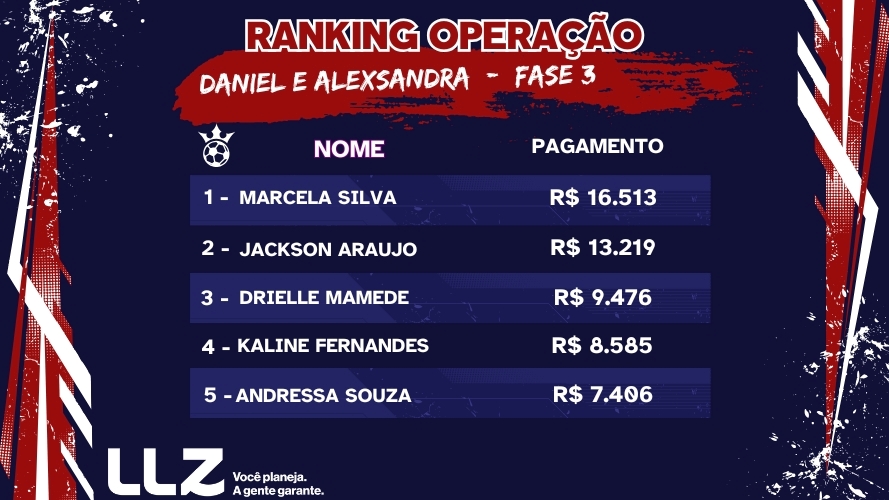 RANKING OPERAÇÃO
DANIEL E ALEXSANDRA - FASE 3
NOME PAGAMENTO
1 - MARCELA SILVA R$ 16.513
2 - JACKSON ARAUJO R$ 13.219
3 - DRIELLE MAMEDE R$ 9.476
4 - KALINE FERNANDES R$ 8.585
5 - ANDRESSA SOUZA R$ 7.406
LLZ
Você planeja.
A gente garante.